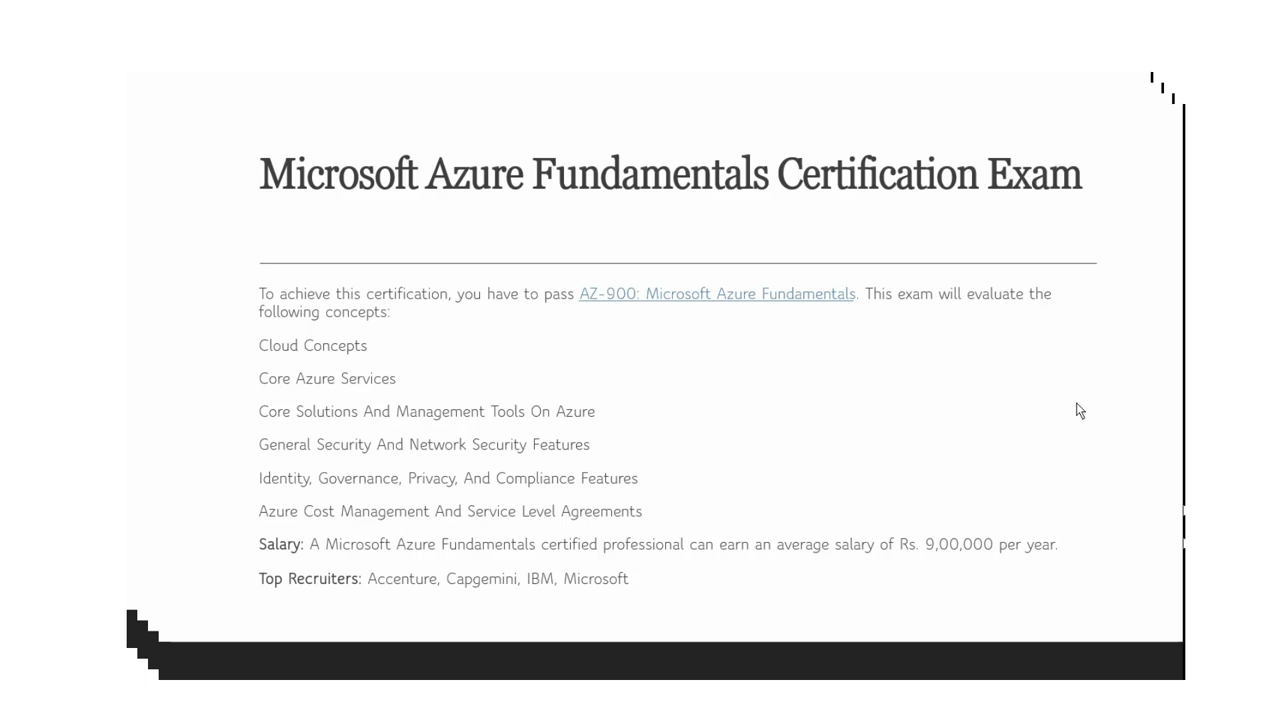 Microsoft Azure Fundamentals Certification Exam
To achieve this certification, you have to pass AZ-900: Microsoft Azure Fundamentals. This exam will evaluate the
following concepts:
Cloud Concepts
Core Azure Services
Core Solutions And Management Tools On Azure
General Security And Network Security Features
Identity, Governance, Privacy, And Compliance Features
Azure Cost Management And Service Level Agreements
Salary: A Microsoft Azure Fundamentals certified professional can earn an average salary of Rs. 9,00,000 per year.
Top Recruiters: Accenture, Capgemini, IBM, Microsoft